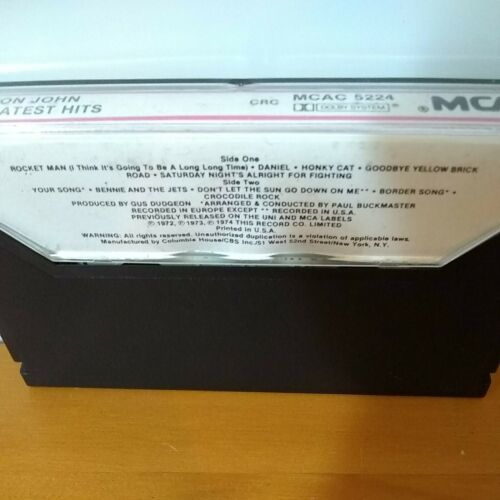 ON JOHN
ATEST HITS
CRC
MCAC 5224
DOLBY SYSTEM ®
®MCA
Side One
ROCKET MAN (I Think It's Going To Be A Long Long Time) • DANIEL • HONKY CAT • GOODBYE YELLOW BRICK
ROAD • SATURDAY NIGHT'S ALRIGHT FOR FIGHTING
Side Two
YOUR SONG* • BENNIE AND THE JETS • DON'T LET THE SUN GO DOWN ON ME** • BORDER SONG* •
CROCODILE ROCK
PRODUCED BY GUS DUDGEON *ARRANGED & CONDUCTED BY PAUL BUCKMASTER
RECORDED IN EUROPE EXCEPT ** RECORDED IN U.S.A.
PREVIOUSLY RELEASED ON THE UNI AND MCA LABELS
℗ 1972, ℗ 1973, ℗ 1974 THIS RECORD CO. LIMITED
Printed in U.S.A.
WARNING: All rights reserved. Unauthorized duplication is a violation of applicable laws.
Manufactured by Columbia House/CBS Inc./51 West 52nd Street/New York, N.Y.